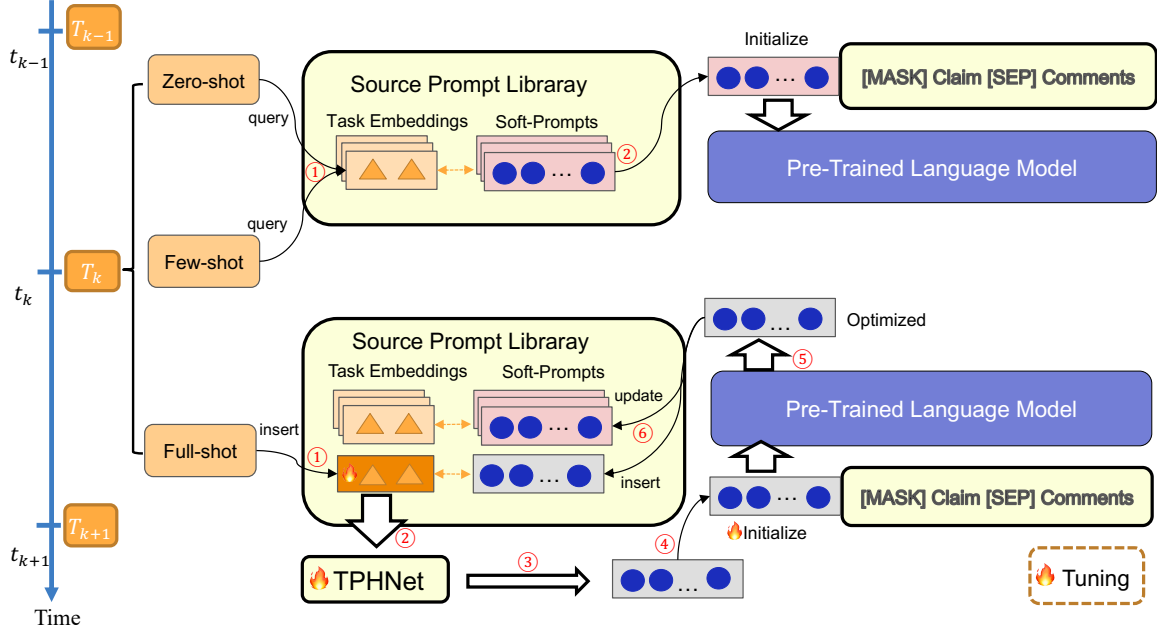 T_{k-1}
t_{k-1}
T_k
t_k
T_{k+1}
t_{k+1}
Time
Zero-shot
query
Few-shot
query
Source Prompt Libraray
Task Embeddings
Soft-Prompts
①
②
...
Initialize
...
[MASK] Claim [SEP] Comments
Pre-Trained Language Model
Full-shot
insert
①
Source Prompt Libraray
Task Embeddings
Soft-Prompts
...
...
update
⑥
insert
②
TPHNet
③
...
④
...
Initialize
[MASK] Claim [SEP] Comments
Pre-Trained Language Model
⑤
...
Optimized
Tuning